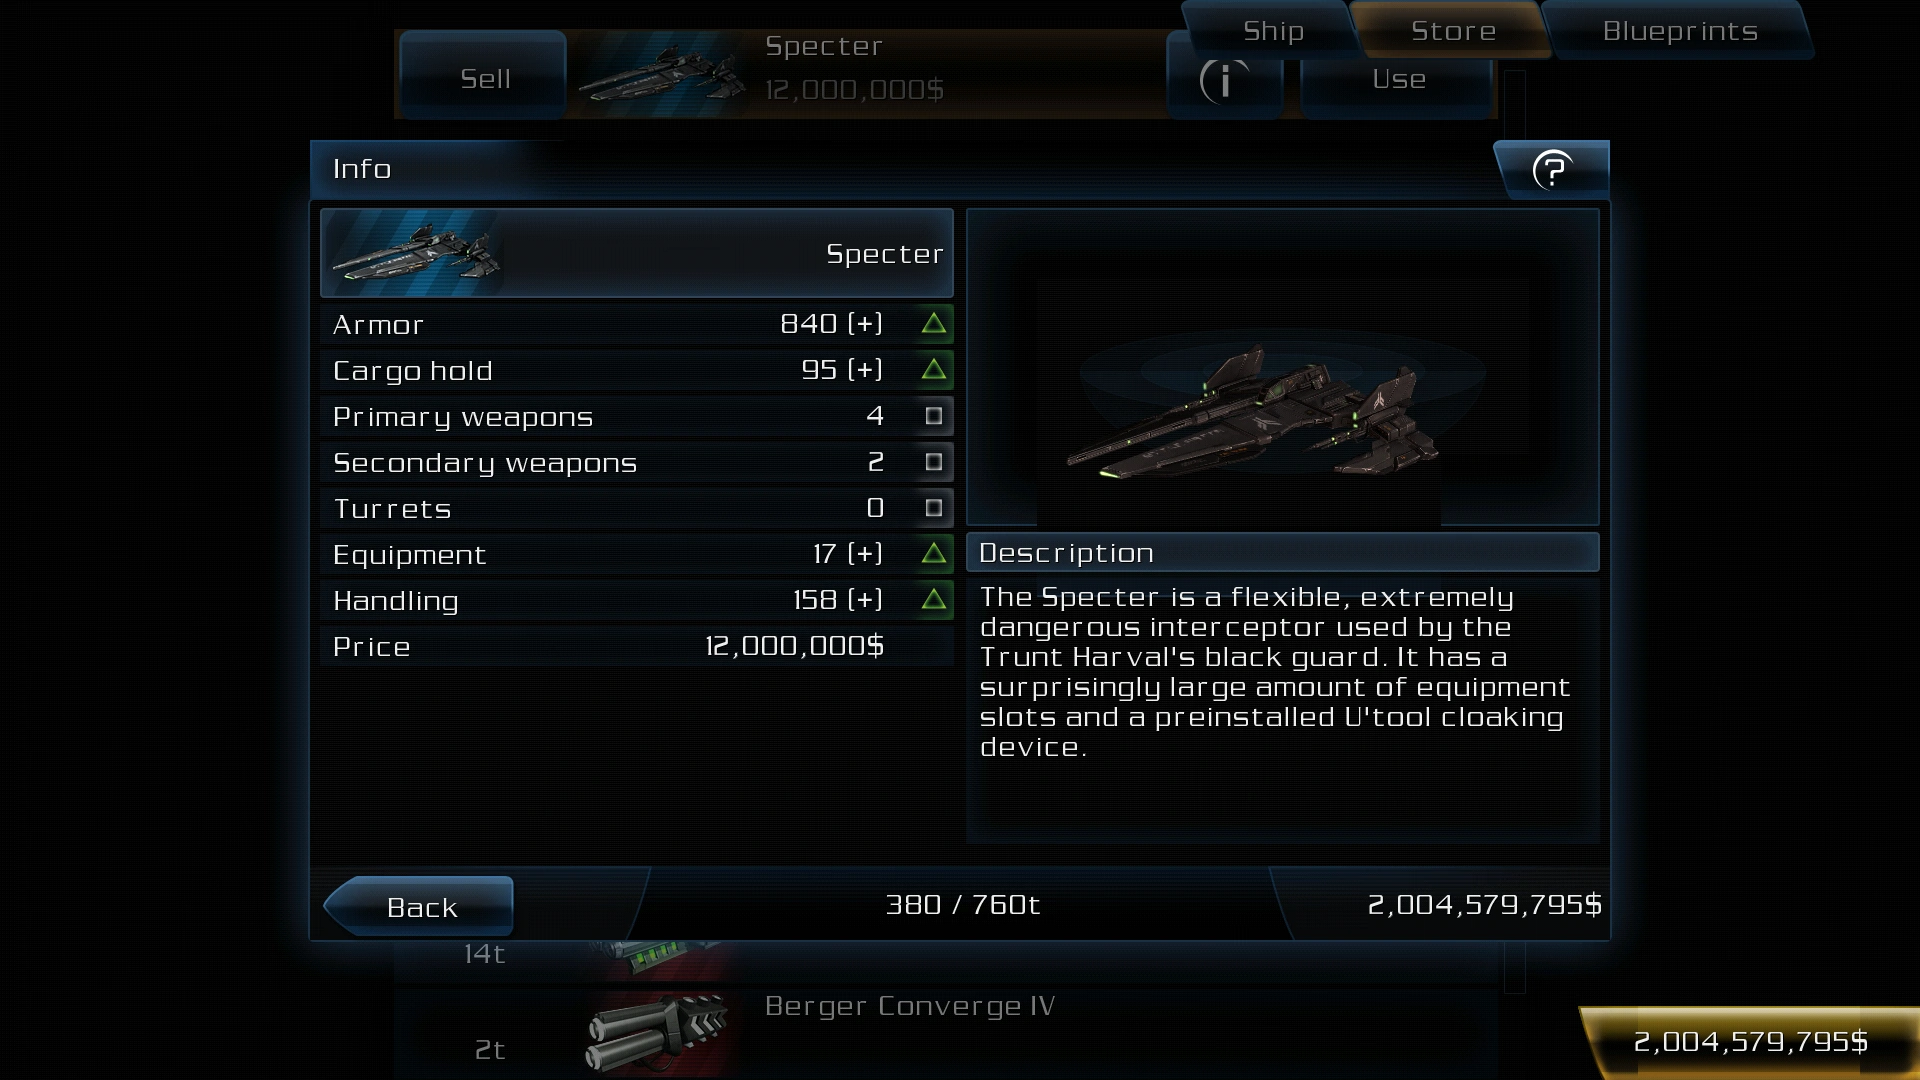 Ship
Store
Blueprints
Sell
Specter
12,000,000$
Use
Info
?
Specter
Armor 840 (+)
Cargo hold 95 (+)
Primary weapons 4
Secondary weapons 2
Turrets 0
Equipment 17 (+)
Handling 158 (+)
Price 12,000,000$
Description
The Specter is a flexible, extremely
dangerous interceptor used by the
Trunt Harval's black guard. It has a
surprisingly large amount of equipment
slots and a preinstalled U'tool cloaking
device.
Back
380 / 760t
2,004,579,795$
14t
Berger Converge IV
2t
2,004,579,795$